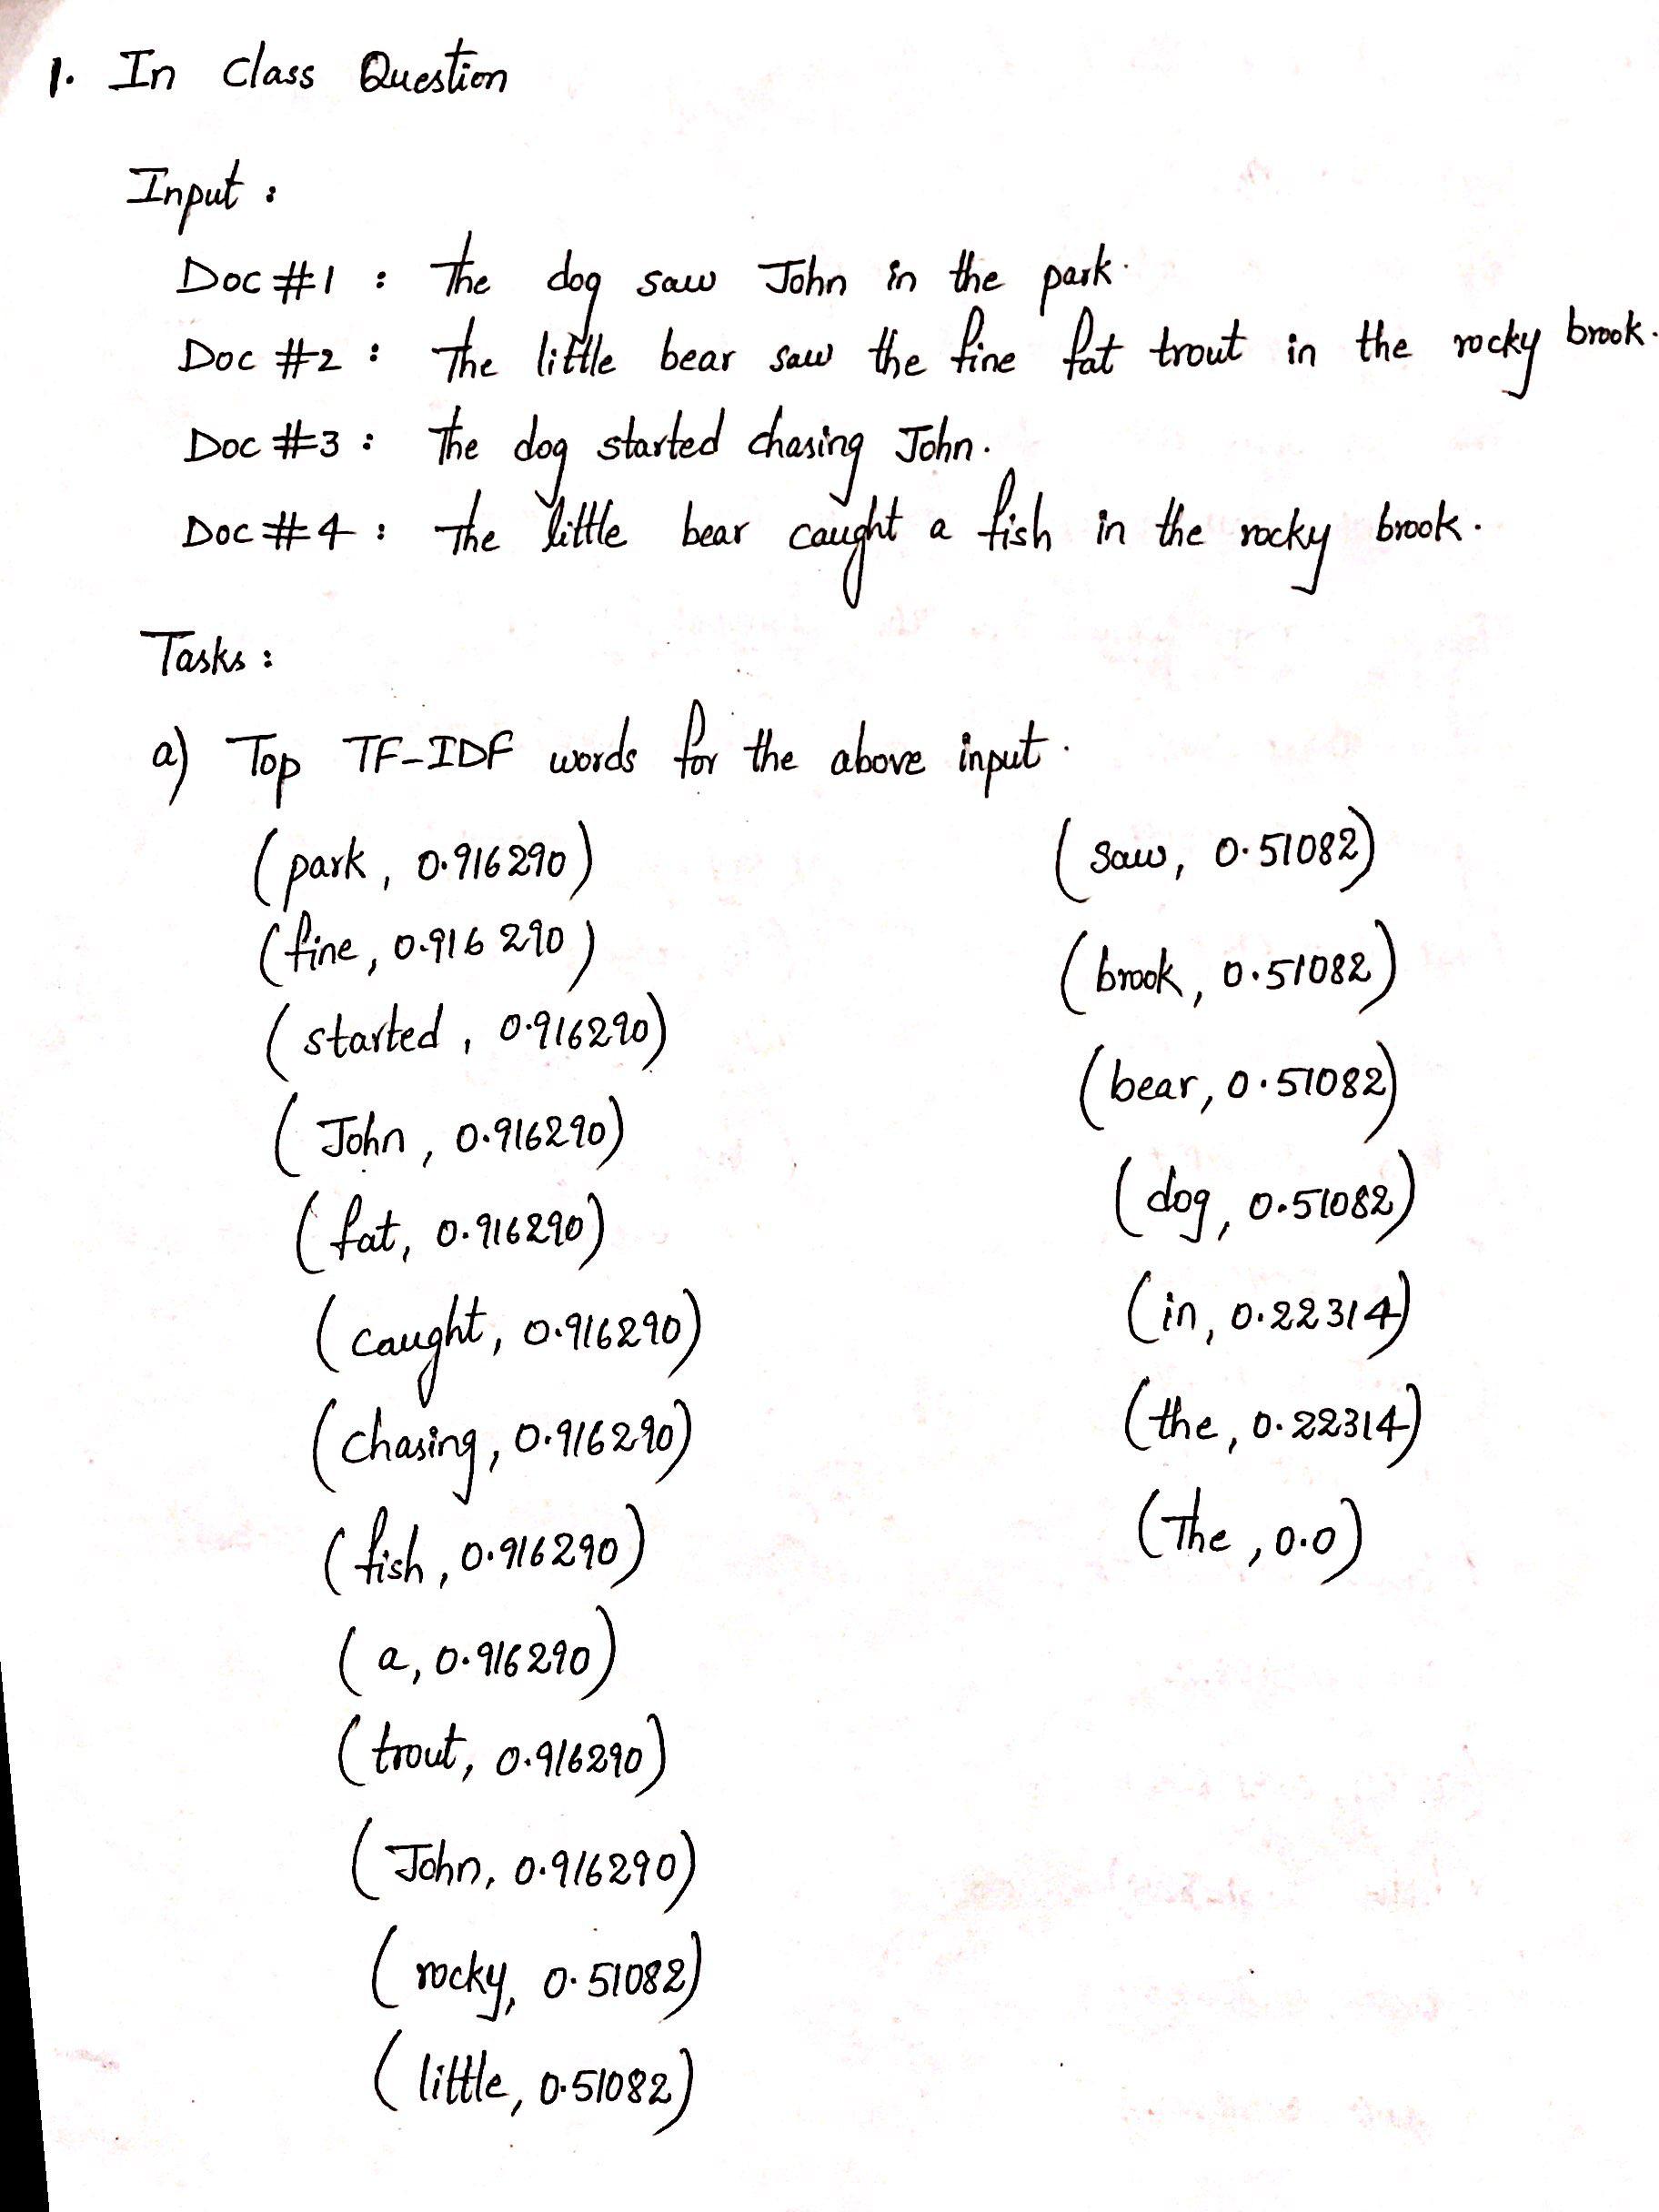 1. In Class Question
Input :
Doc #1 : The dog saw John in the park.
Doc #2 : The little bear saw the fine fat trout in the rocky brook.
Doc #3 : The dog started chasing John.
Doc #4 : The little bear caught a fish in the rocky brook.
Tasks :
a) Top TF-IDF words for the above input.
(park, 0.916290)
(fine, 0.916290)
(started, 0.916290)
(John, 0.916290)
(fat, 0.916290)
(caught, 0.916290)
(chasing, 0.916290)
(fish, 0.916290)
(a, 0.916290)
(trout, 0.916290)
(John, 0.916290)
(rocky, 0.51082)
(little, 0.51082)
(saw, 0.51082)
(brook, 0.51082)
(bear, 0.51082)
(dog, 0.51082)
(in, 0.22314)
(the, 0.22314)
(The, 0.0)